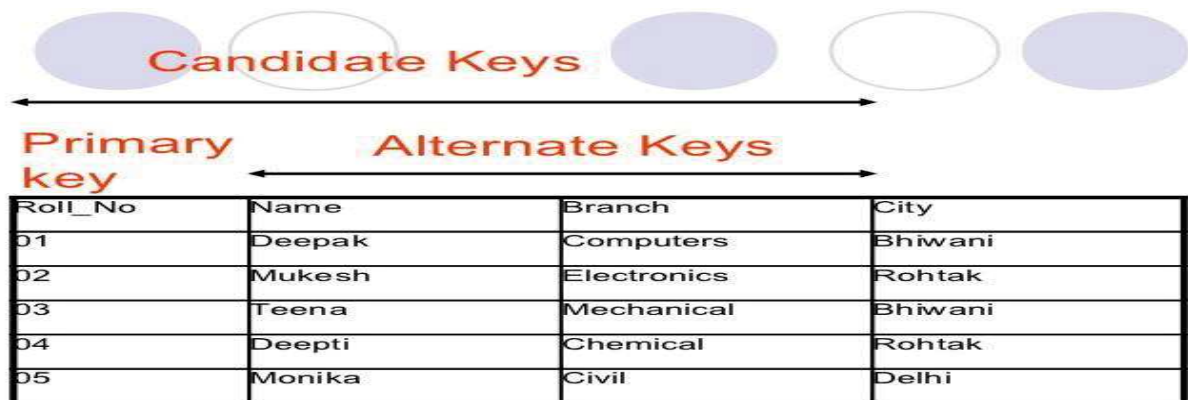 Candidate Keys
Primary key
Alternate Keys
Roll_No Name Branch City
01 Deepak Computers Bhiwani
02 Mukesh Electronics Rohtak
03 Teena Mechanical Bhiwani
04 Deepti Chemical Rohtak
05 Monika Civil Delhi